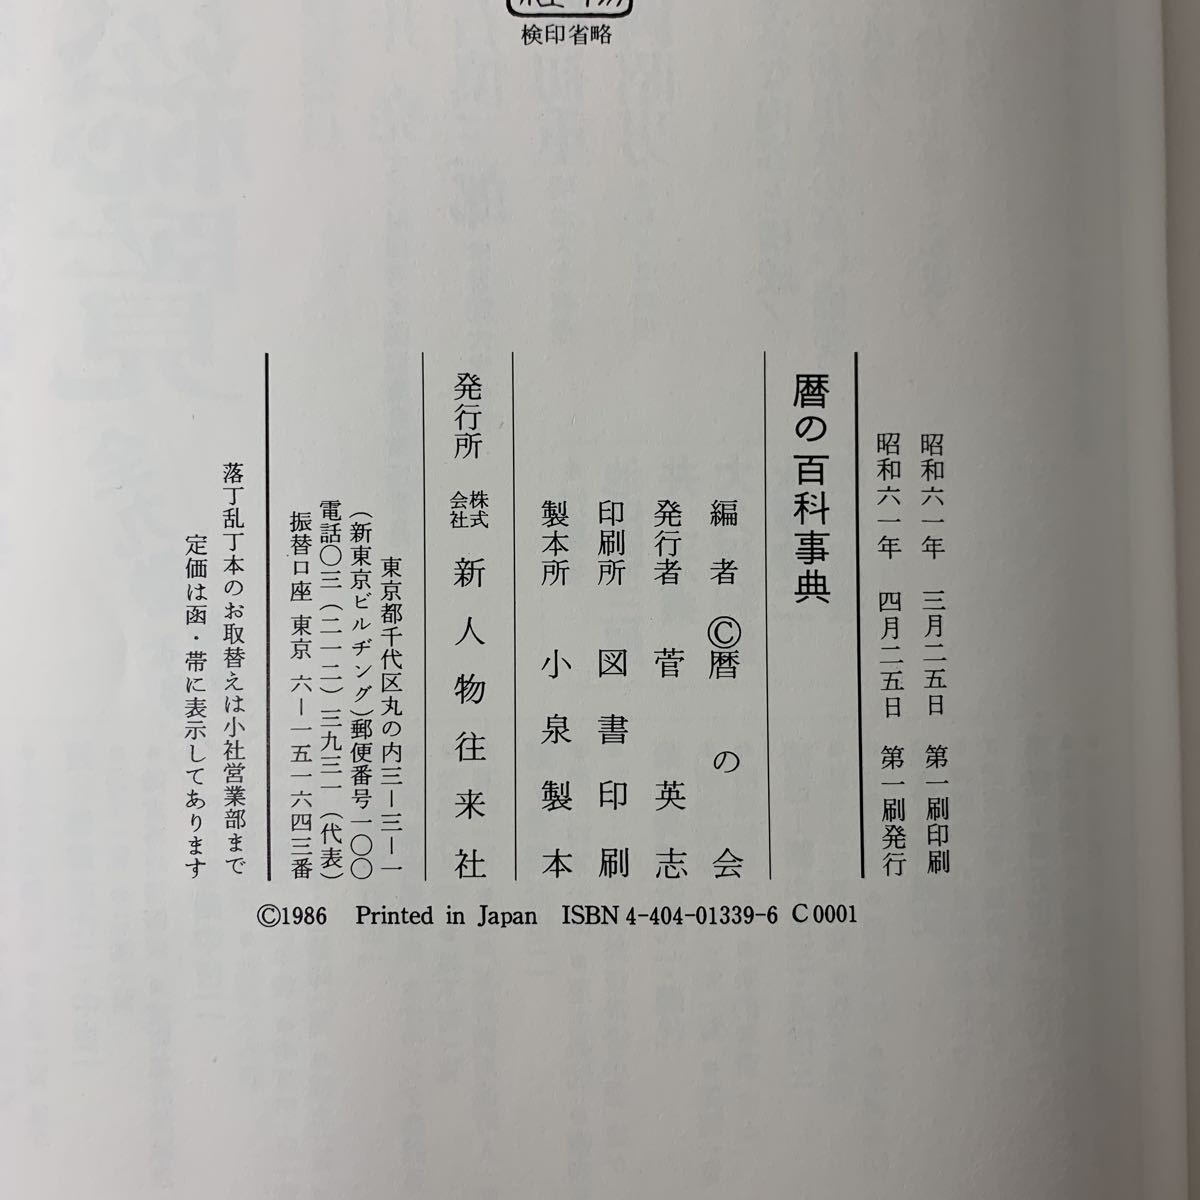 検印省略
昭和六一年 三月二五日 第一刷印刷
昭和六一年 四月二五日 第一刷発行
暦の百科事典
編者 ©暦の会
発行者 菅英志
印刷所 図書印刷
製本所 小泉製本
発行所 株式会社 新人物往来社
東京都千代区丸の内三—三—一
(新東京ビルヂング)郵便番号一〇〇
電話〇三(二一二)三九三一(代表)
振替口座 東京 六—一五一六四三番
落丁乱丁本のお取替えは小社営業部まで
定価は函・帯に表示してあります
©1986 Printed in Japan ISBN4-404-01339-6 C0001